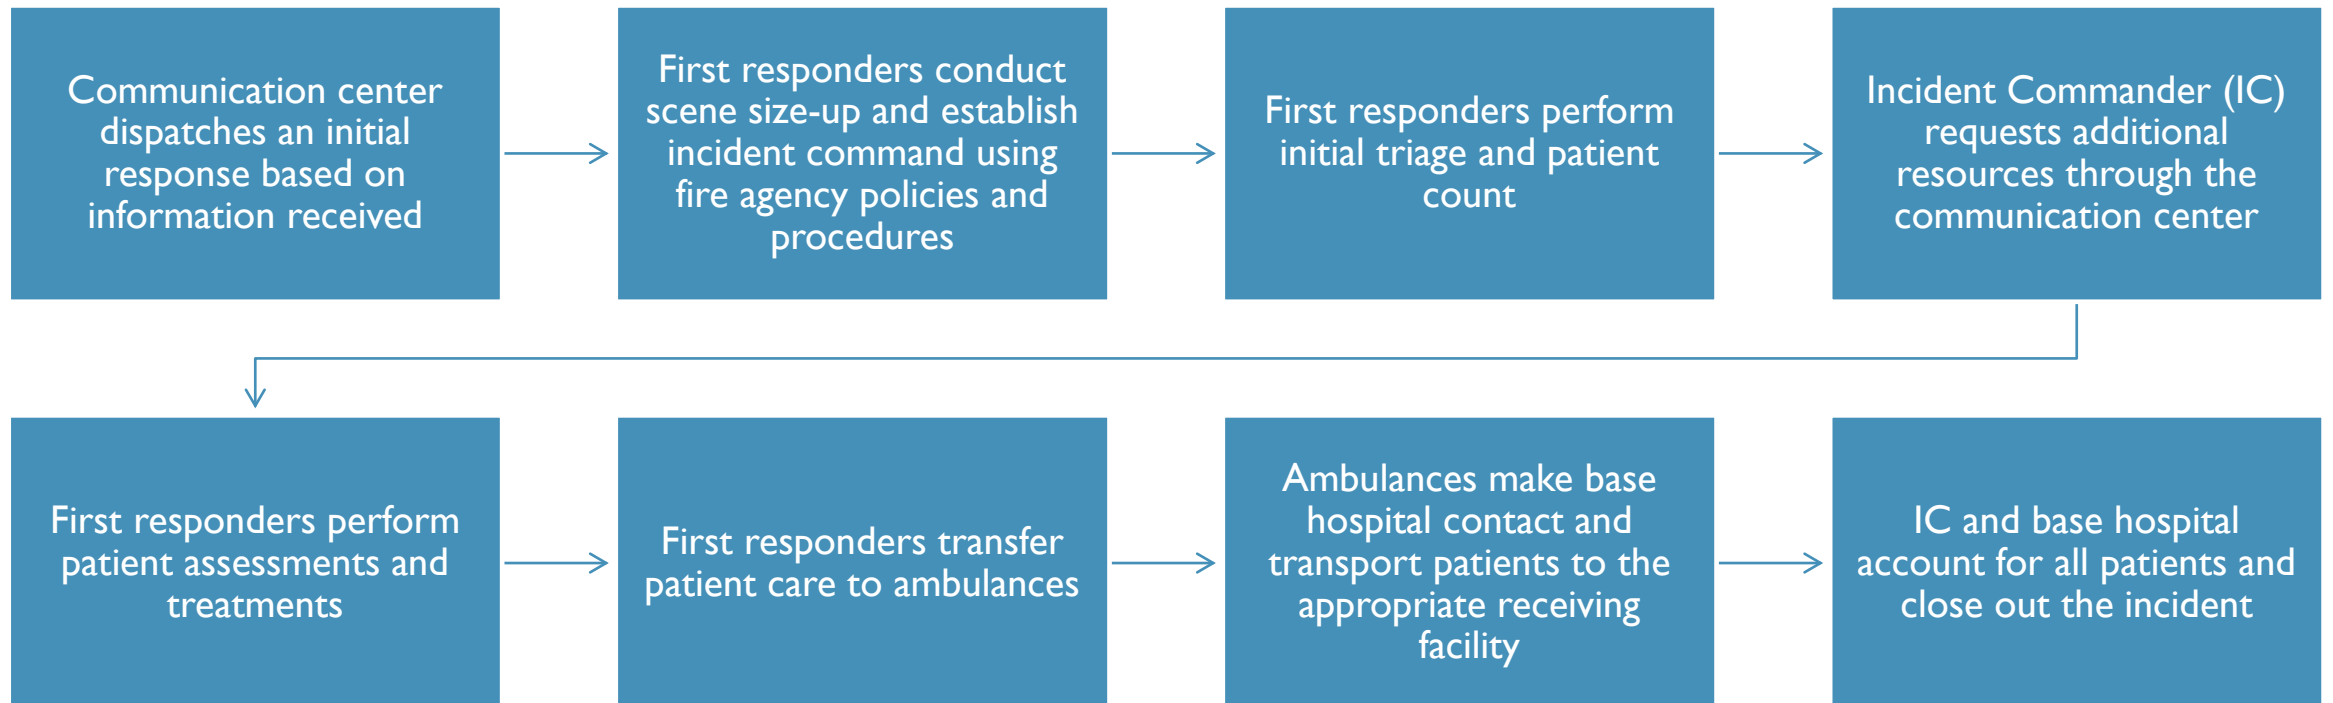 Communication center
dispatches an initial
response based on
information received
First responders conduct
scene size-up and establish
incident command using
fire agency policies and
procedures
First responders perform
initial triage and patient
count
Incident Commander (IC)
requests additional
resources through the
communication center
First responders perform
patient assessments and
treatments
First responders transfer
patient care to ambulances
Ambulances make base
hospital contact and
transport patients to the
appropriate receiving
facility
IC and base hospital
account for all patients and
close out the incident